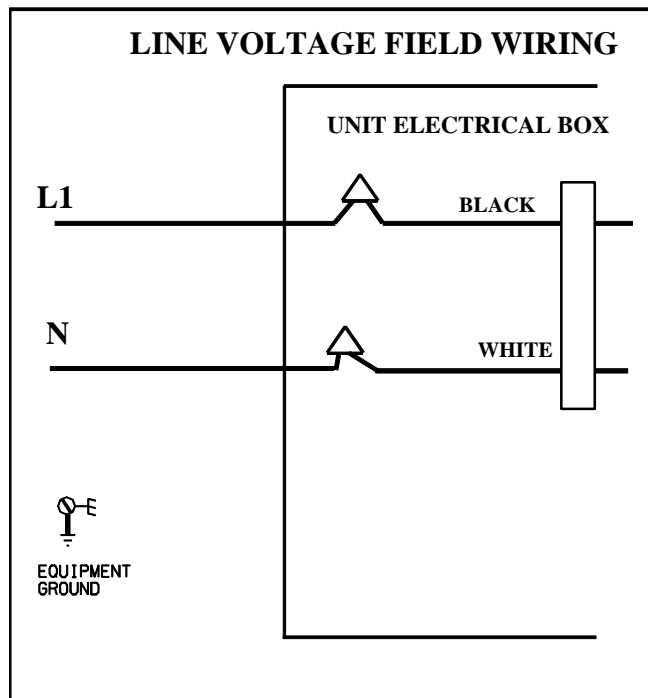 LINE VOLTAGE FIELD WIRING
UNIT ELECTRICAL BOX
L1
BLACK
N
WHITE
EQUIPMENT
GROUND